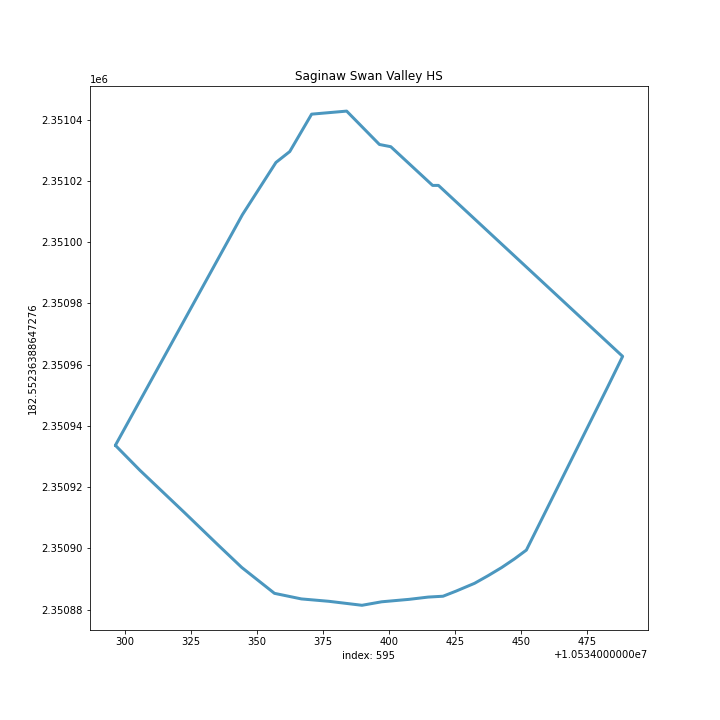 Saginaw Swan Valley HS
1e6
2.35104
2.35102
2.35100
2.35098
2.35096
2.35094
2.35092
2.35090
2.35088
182.55236388647276
300 325 350 375 400 425 450 475
index: 595
+1.0534000000e7